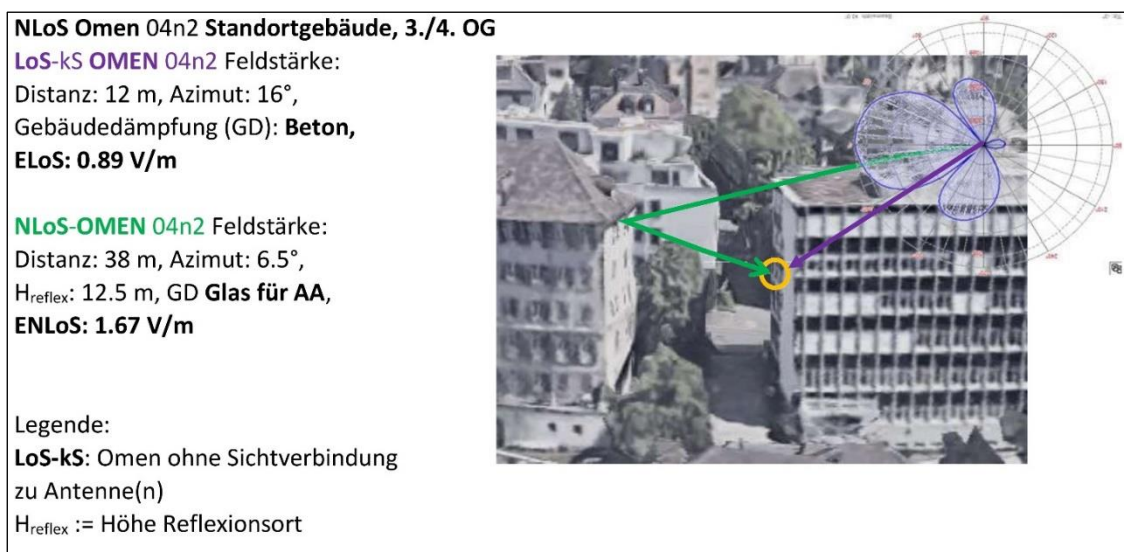 NLoS Omen 04n2 Standortgebäude, 3./4. OG
LoS-kS OMEN 04n2 Feldstärke:
Distanz: 12 m, Azimut: 16°,
Gebäudedämpfung (GD): Beton,
ELoS: 0.89 V/m
NLoS-OMEN 04n2 Feldstärke:
Distanz: 38 m, Azimut: 6.5°,
Hreflex: 12.5 m, GD Glas für AA,
ENLoS: 1.67 V/m
Legende:
LoS-kS: Omen ohne Sichtverbindung
zu Antenne(n)
Hreflex := Höhe Reflexionsort